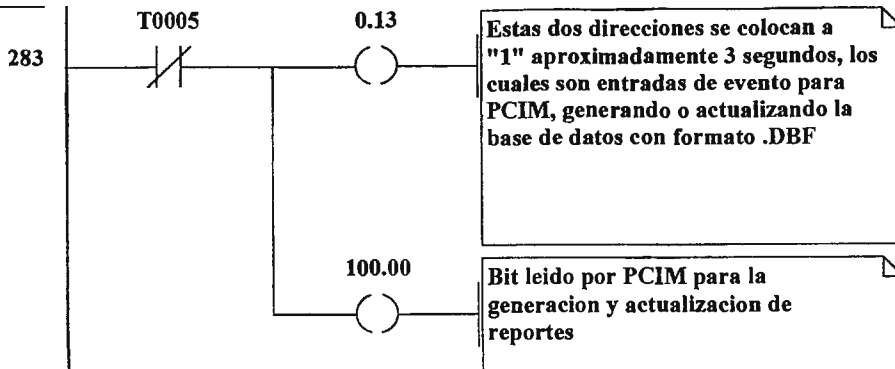 T0005
0.13
283
Estas dos direcciones se colocan a
"1" aproximadamente 3 segundos, los
cuales son entradas de evento para
PCIM, generando o actualizando la
base de datos con formato .DBF
100.00
Bit leido por PCIM para la
generacion y actualizacion de
reportes